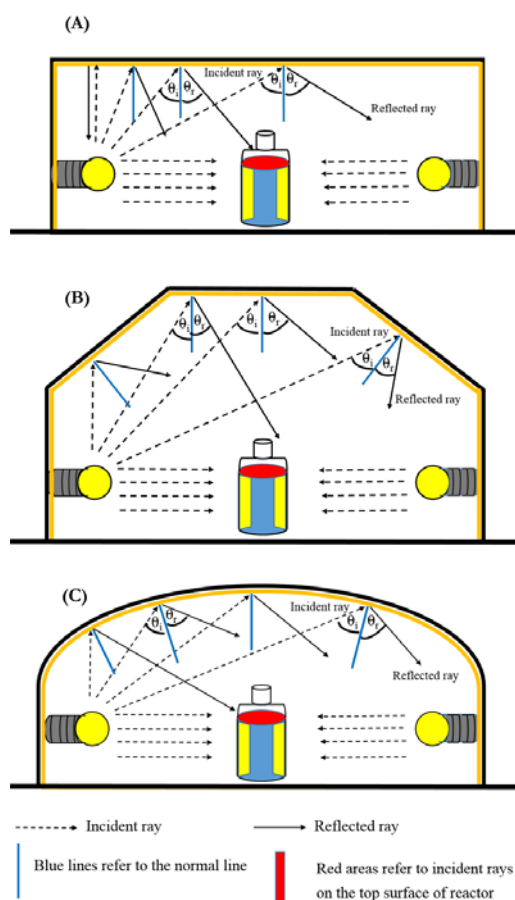 (A)
Incident ray
θi θr
θi θr
Reflected ray
(B)
θi θr
θi θr
Incident ray
θi θr
Reflected ray
(C)
Incident ray
θi θr
θi θr
Reflected ray
Incident ray
Reflected ray
Blue lines refer to the normal line
Red areas refer to incident rays
on the top surface of reactor